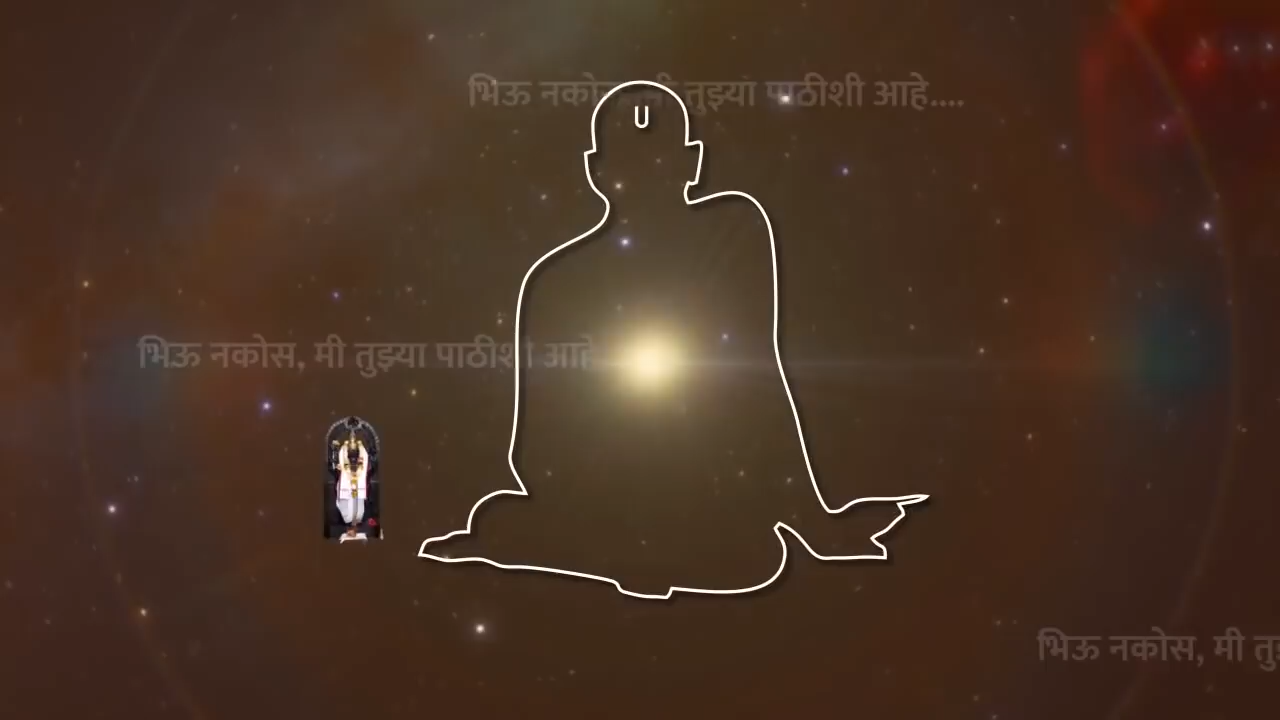 भिऊ नकोस, मी तुझ्या पाठीशी आहे....
भिऊ नकोस, मी तुझ्या पाठीशी आहे
भिऊ नकोस, मी